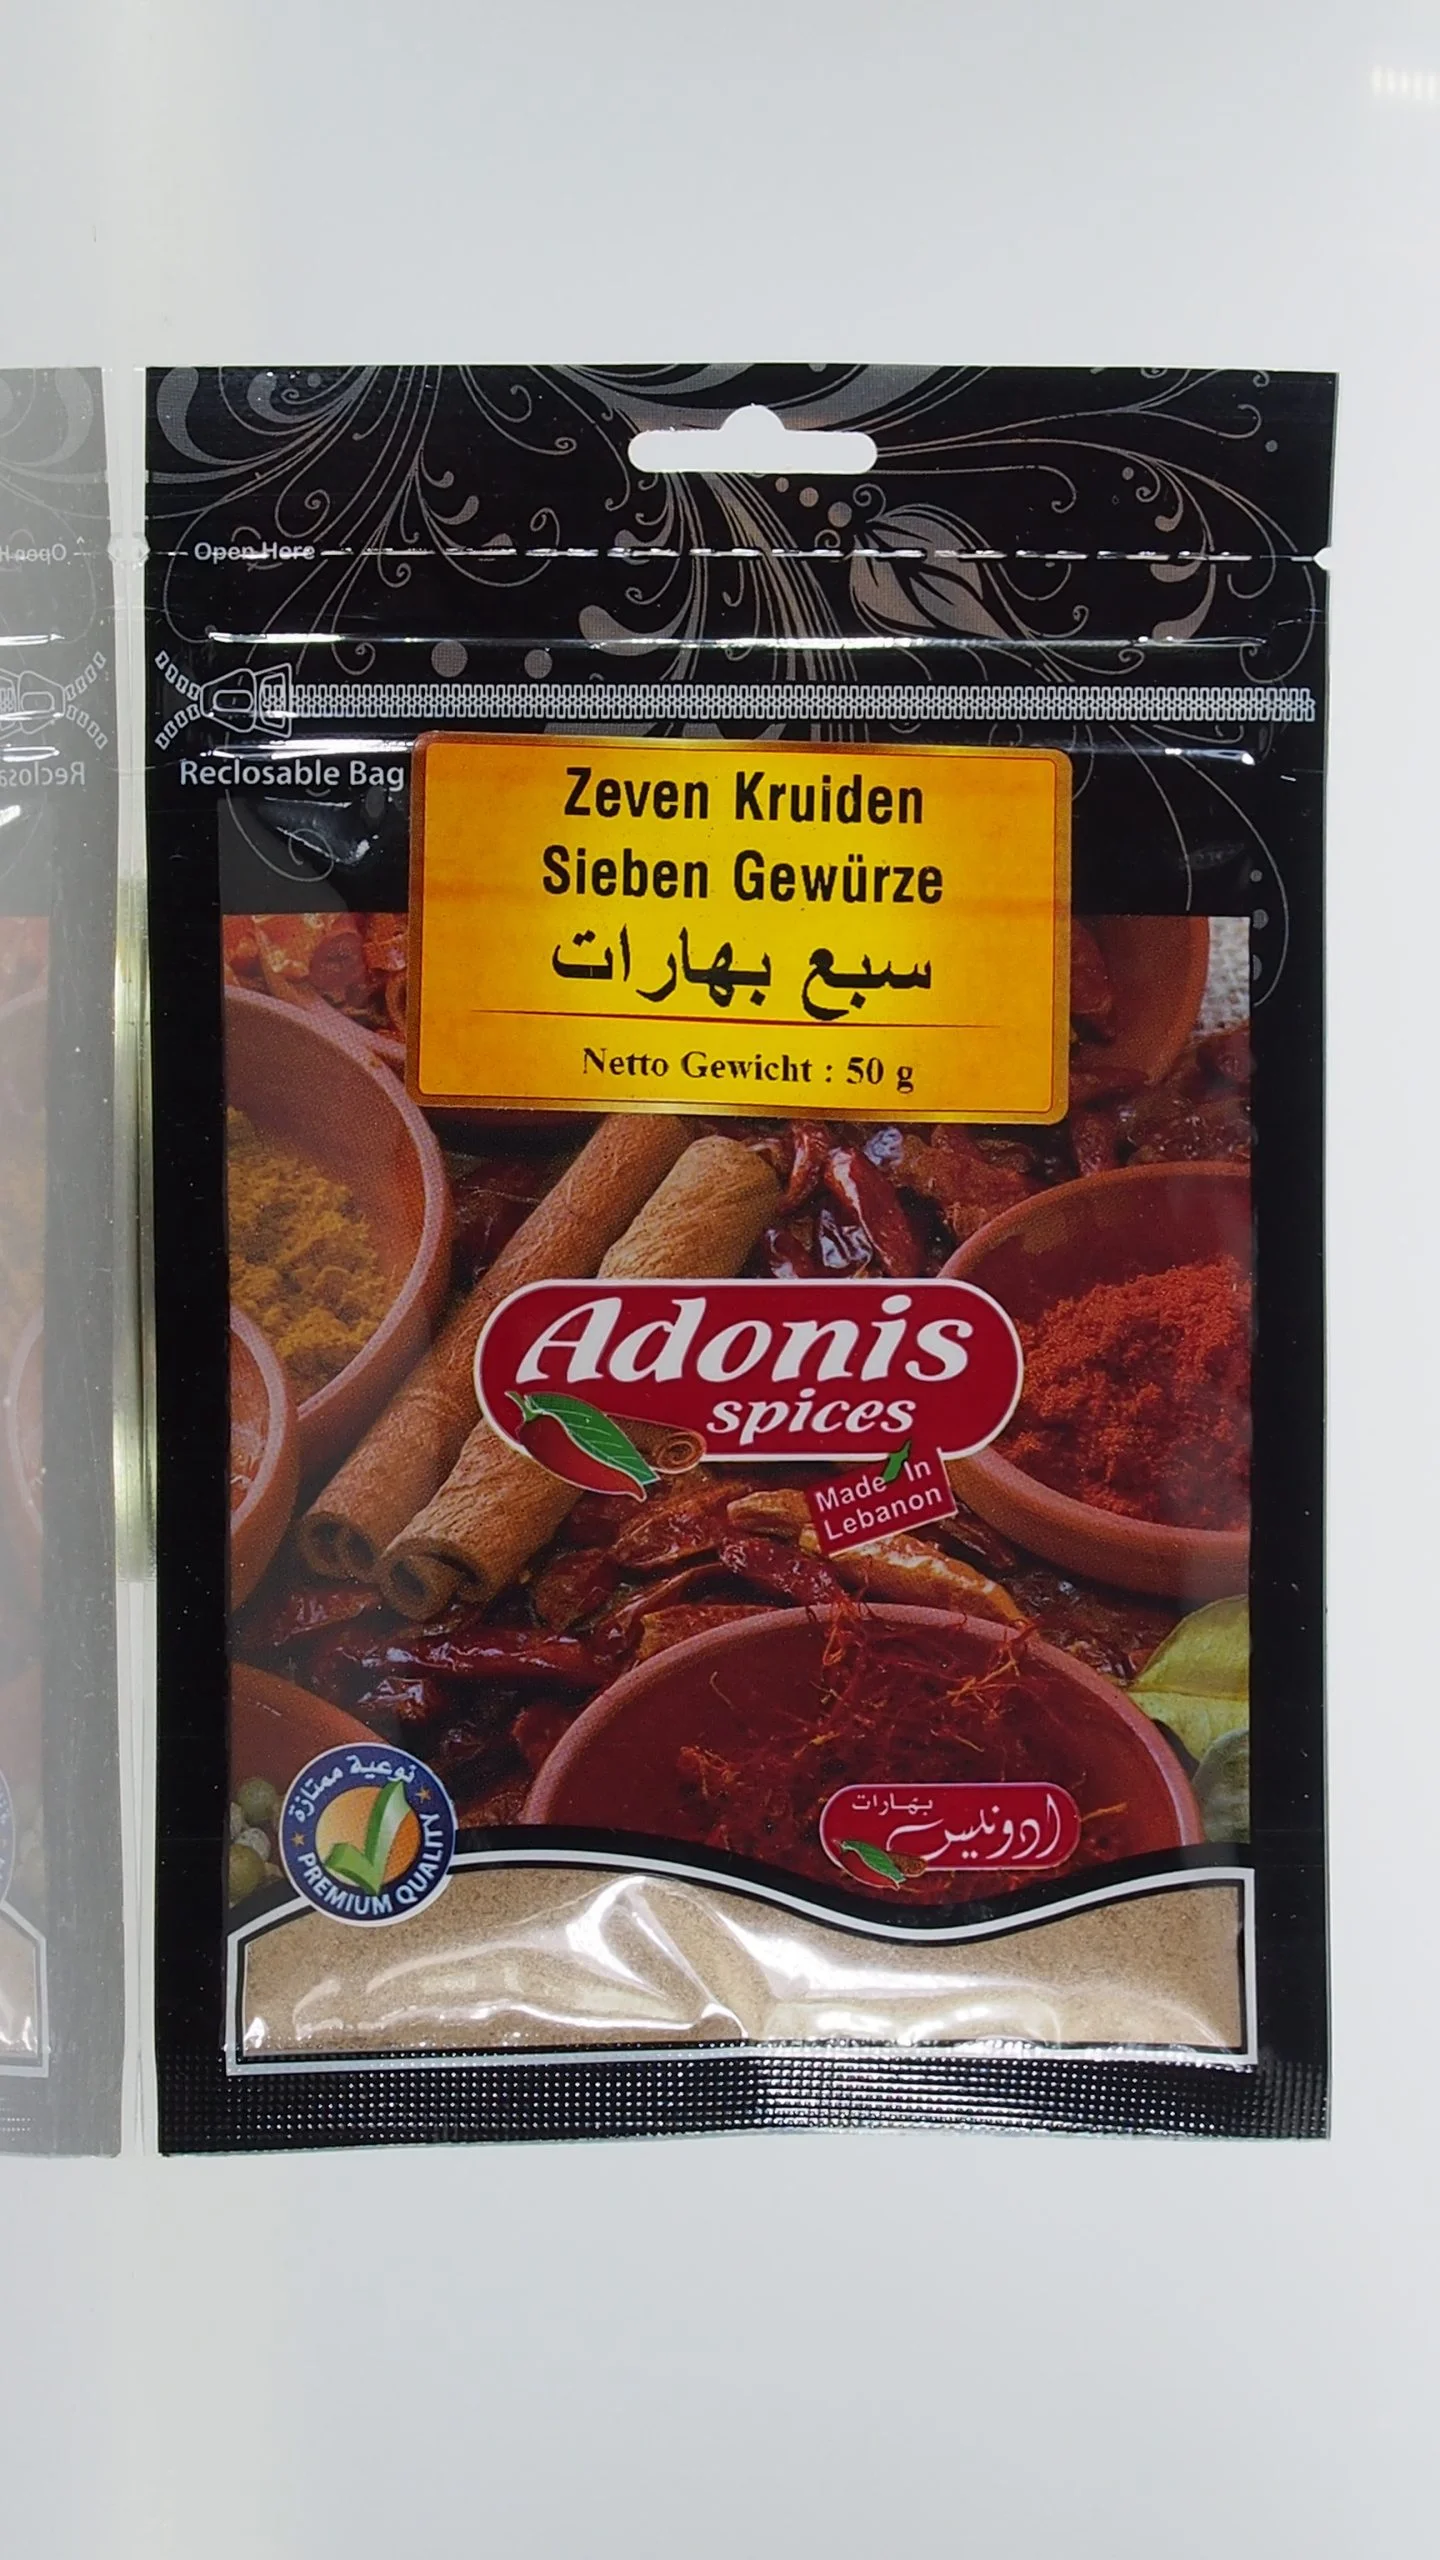 Open Here
Reclosable Bag
Zeven Kruiden
Sieben Gewürze
سبع بهارات
Netto Gewicht : 50 g
Adonis
spices
Made In
Lebanon
نوعية ممتازة
PREMIUM QUALITY
بهارات
ادونيس